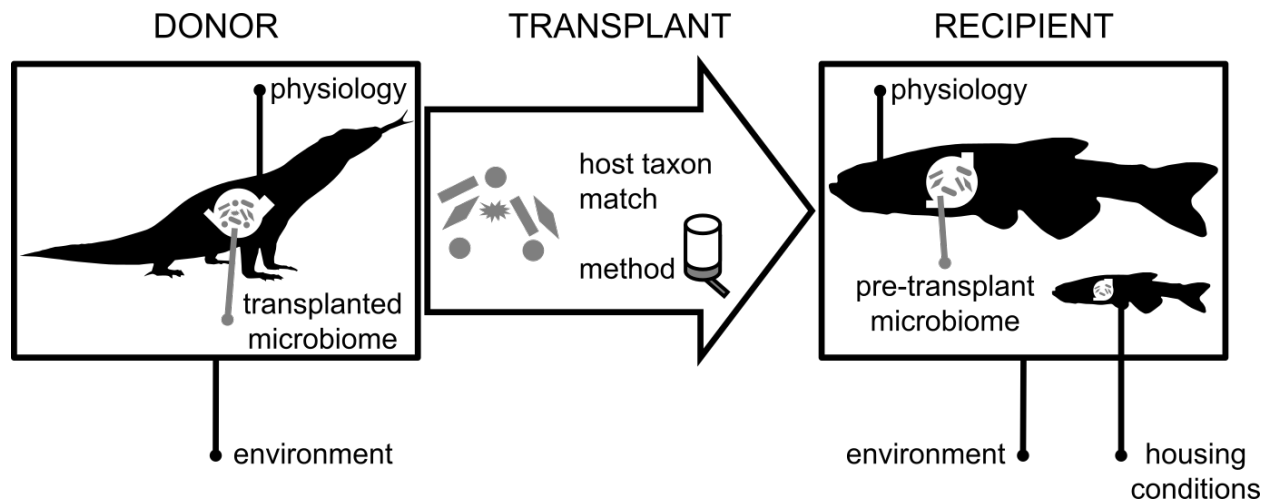 DONOR
physiology
transplanted
microbiome
environment
TRANSPLANT
host taxon
match
method
RECIPIENT
physiology
pre-transplant
microbiome
environment
housing
conditions